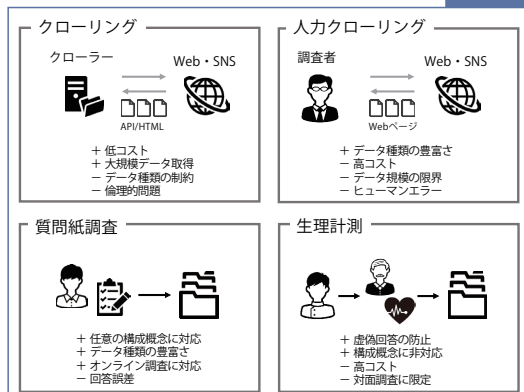 クローリング
クローラー
Web・SNS
API/HTML
＋ 低コスト
＋ 大規模データ取得
－ データ種類の制約
－ 倫理的問題
人力クローリング
調査者
Web・SNS
Webページ
＋ データ種類の豊富さ
－ 高コスト
－ データ規模の限界
－ ヒューマンエラー
質問紙調査
＋ 任意の構成概念に対応
＋ データ種類の豊富さ
＋ オンライン調査に対応
－ 回答誤差
生理計測
＋ 虚偽回答の防止
＋ 構成概念に非対応
－ 高コスト
－ 対面調査に限定